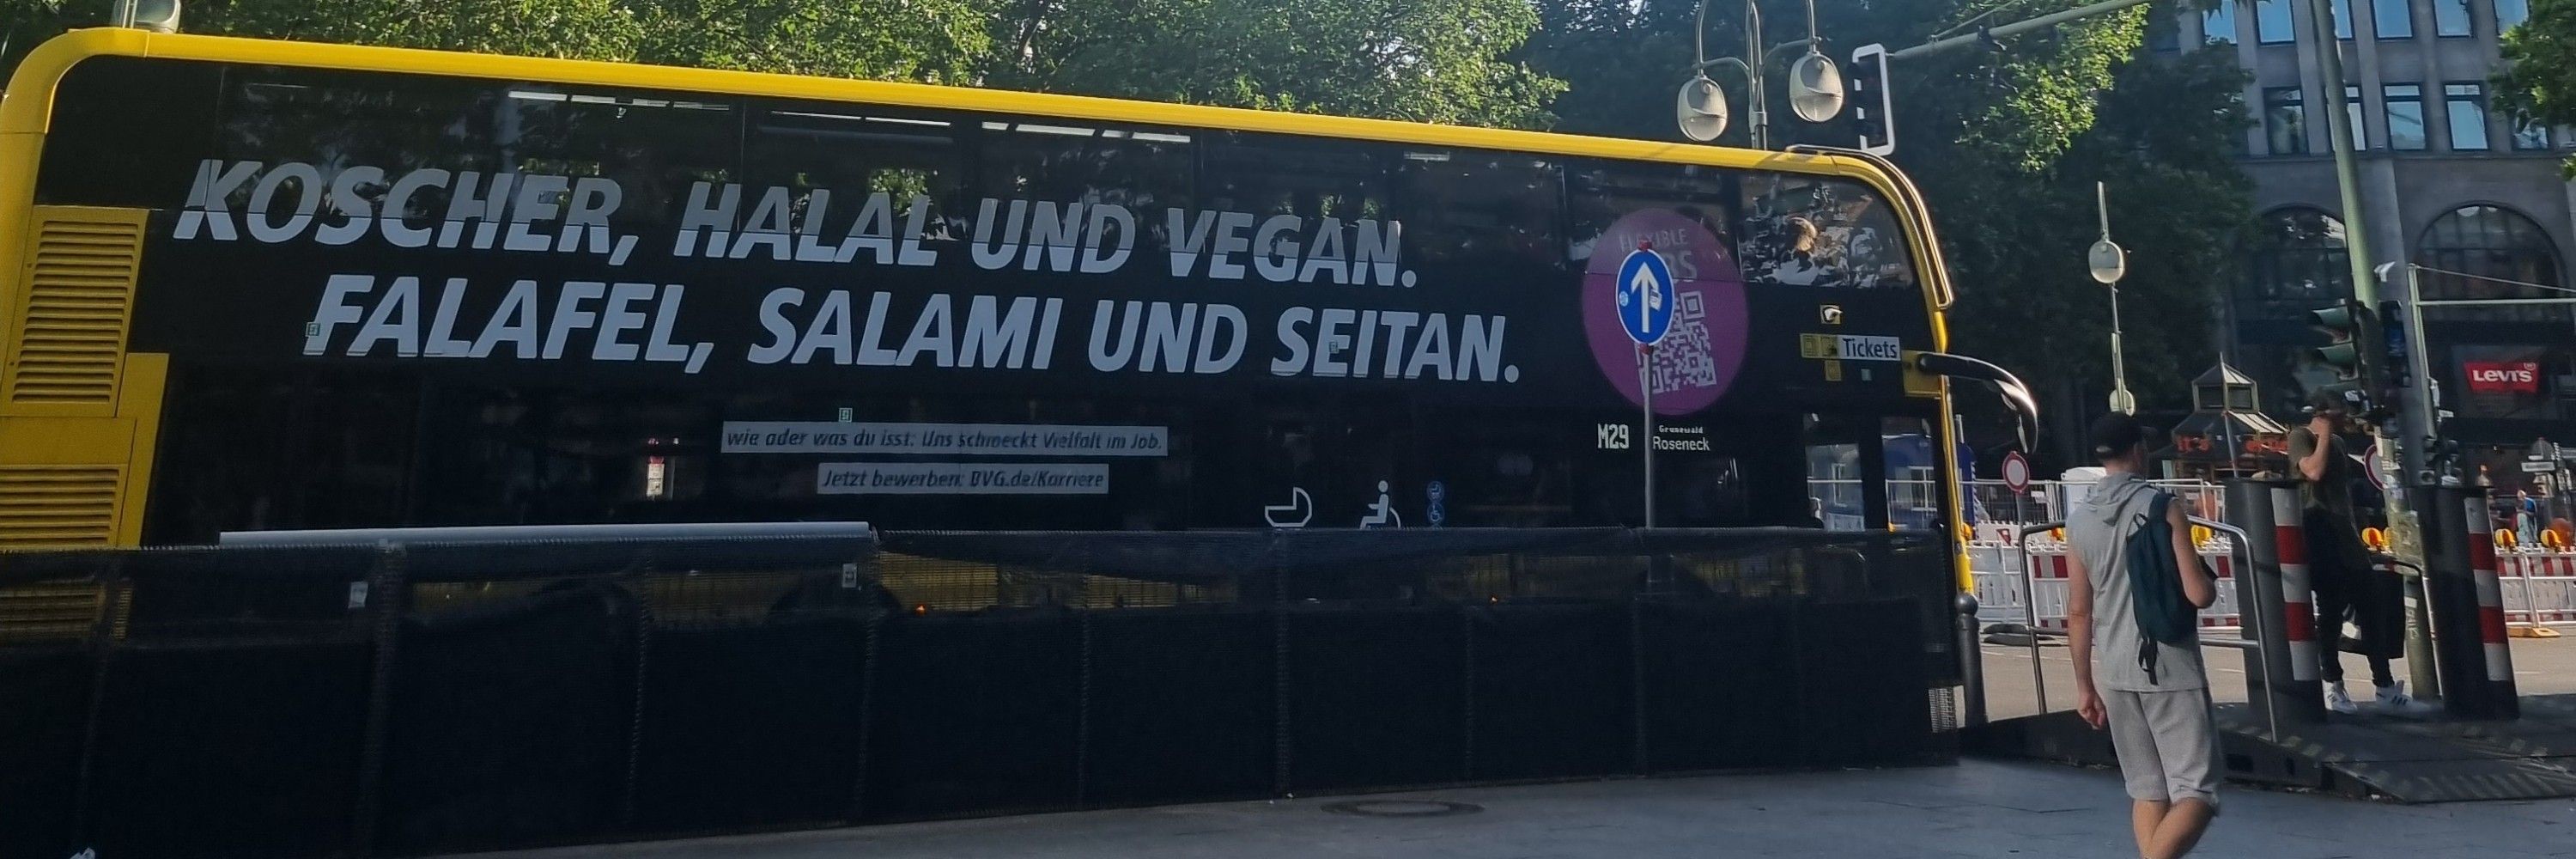 KOSCHER, HALAL UND VEGAN.
FALAFEL, SALAMI UND SEITAN.
wie oder was du isst: Uns schmeckt Vielfalt im Job.
Jetzt bewerben: BVG.de/Karriere
FLEXIBLE
Tickets
M29
Grunewald
Roseneck
LEVI'S